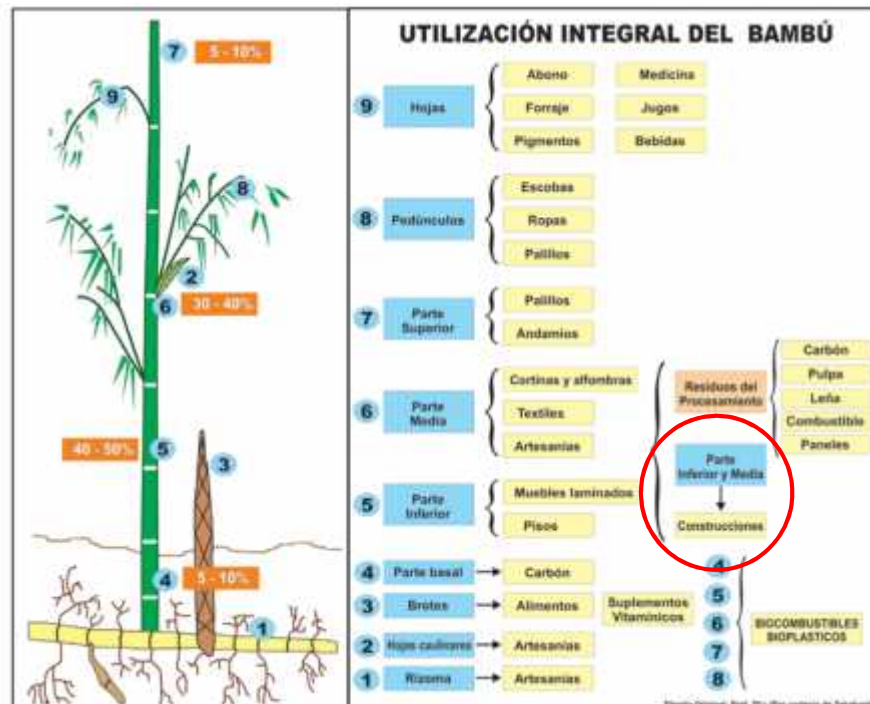 7
5 - 10%
9
8
2
6
30 - 40%
40 - 50%
5
3
4
5 - 10%
1
UTILIZACIÓN INTEGRAL DEL BAMBÚ
9
Hojas
Abono
Medicina
Forraje
Jugos
Pigmentos
Bebidas
8
Pedúnculos
Escobas
Ropas
Palillos
7
Parte
Superior
Palillos
Andamios
6
Parte
Media
Cortinas y alfombras
Textiles
Artesanías
5
Parte
Inferior
Muebles laminados
Pisos
Residuos del
Procesamiento
Carbón
Pulpa
Leña
Combustible
Paneles
Parte
Inferior y Media
Construcciones
4
Parte basal
Carbón
3
Brotes
Alimentos
Suplementos
Vitamínicos
2
Hojas caulinares
Artesanías
1
Rizoma
Artesanías
4
5
6
7
8
BIOCOMBUSTIBLES
BIOPLASTICOS